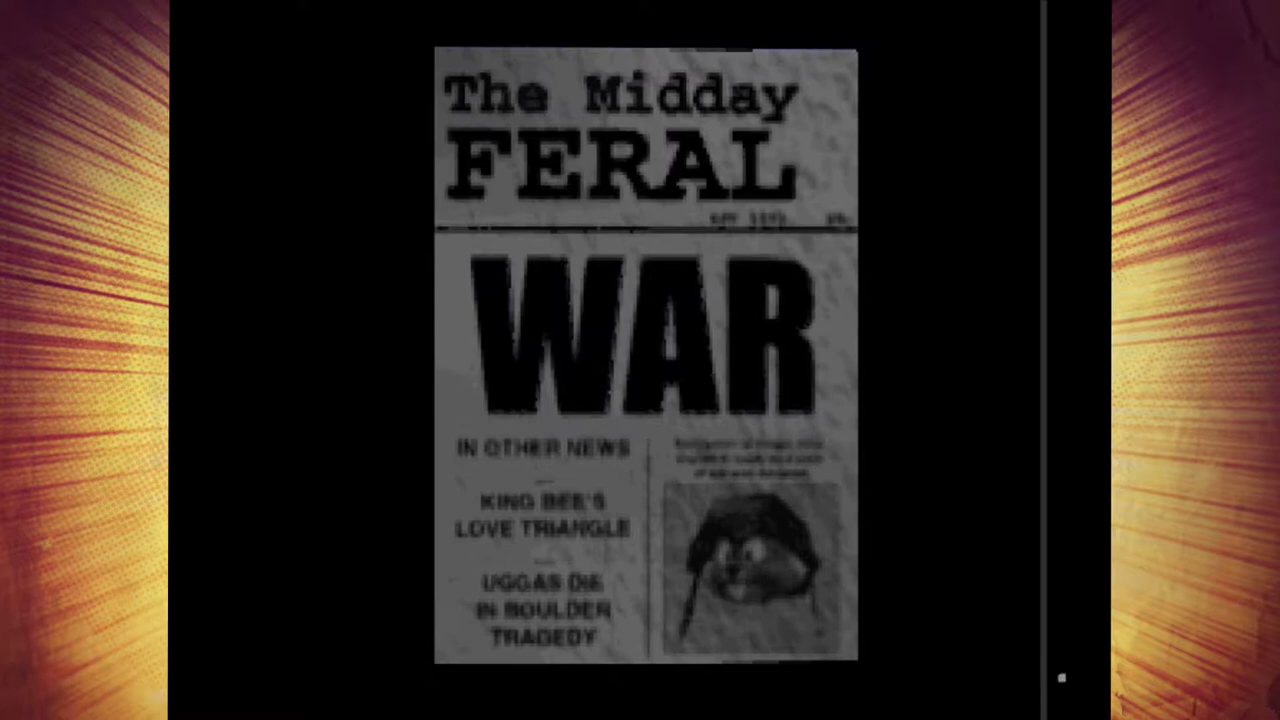 The Midday
FERAL
WAR
IN OTHER NEWS
KING BEE'S
LOVE TRIANGLE
UGGAS DIE
IN BOULDER
TRAGEDY